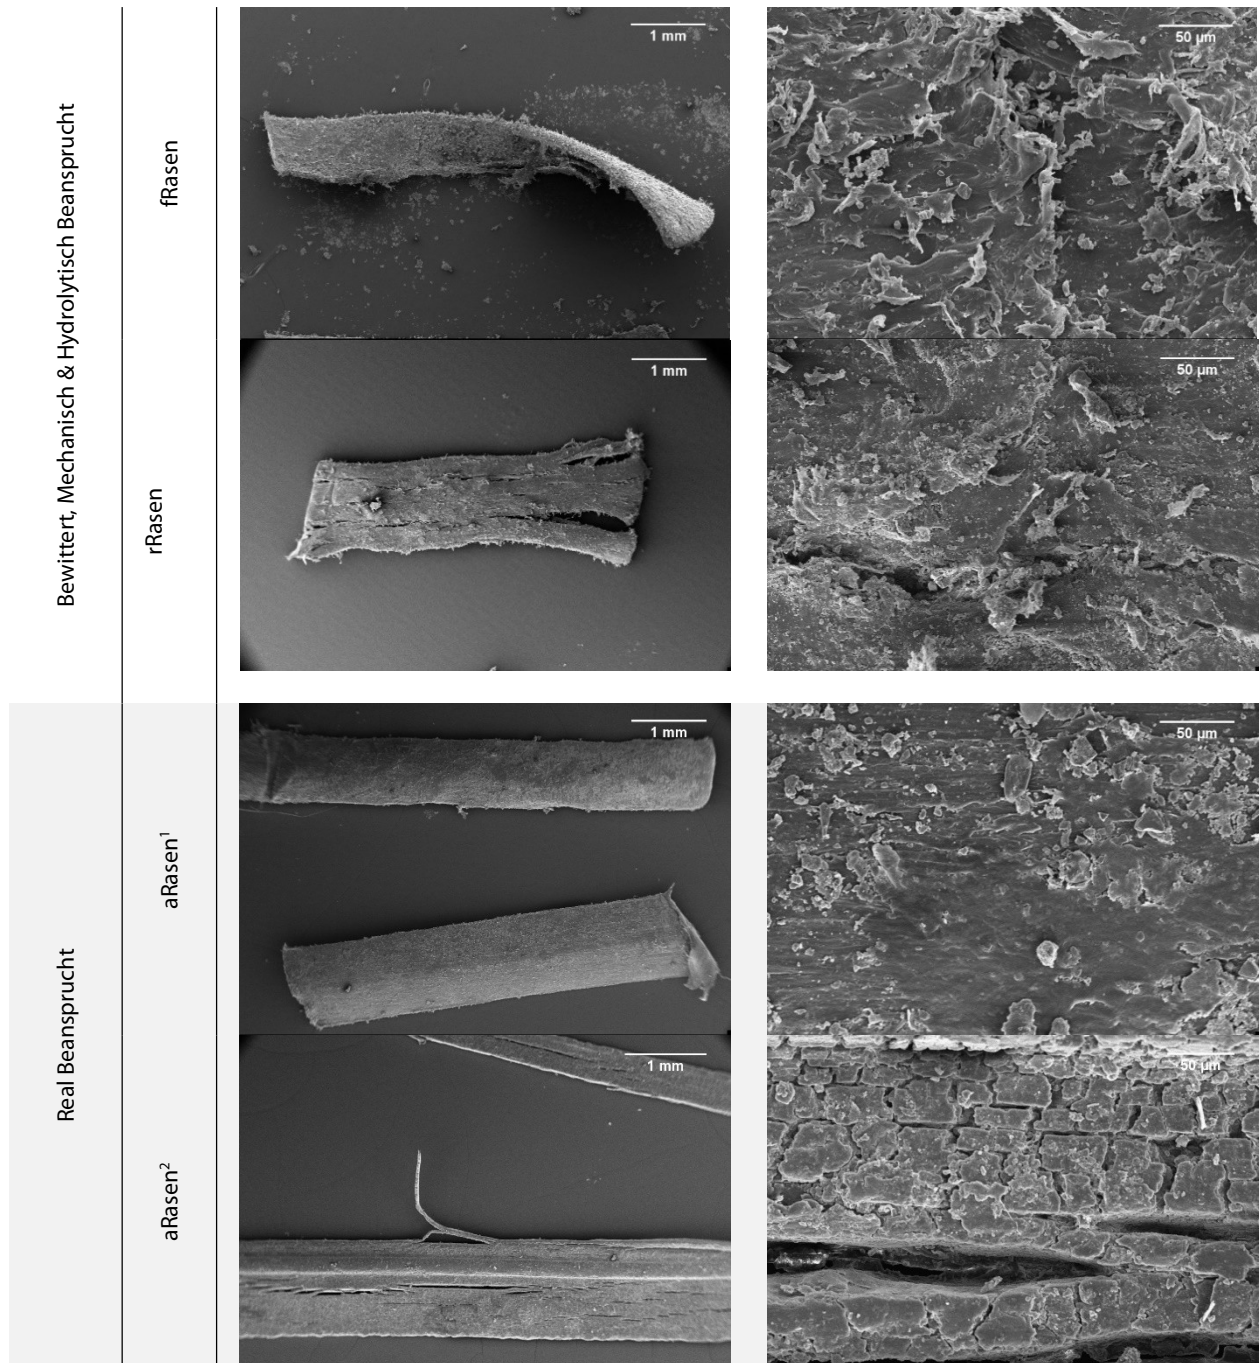 Bewittert, Mechanisch & Hydrolytisch Beansprucht
fRasen
1 mm
50 µm
rRasen
1 mm
50 µm
Real Beansprucht
aRasen¹
1 mm
50 µm
aRasen²
1 mm
50 µm